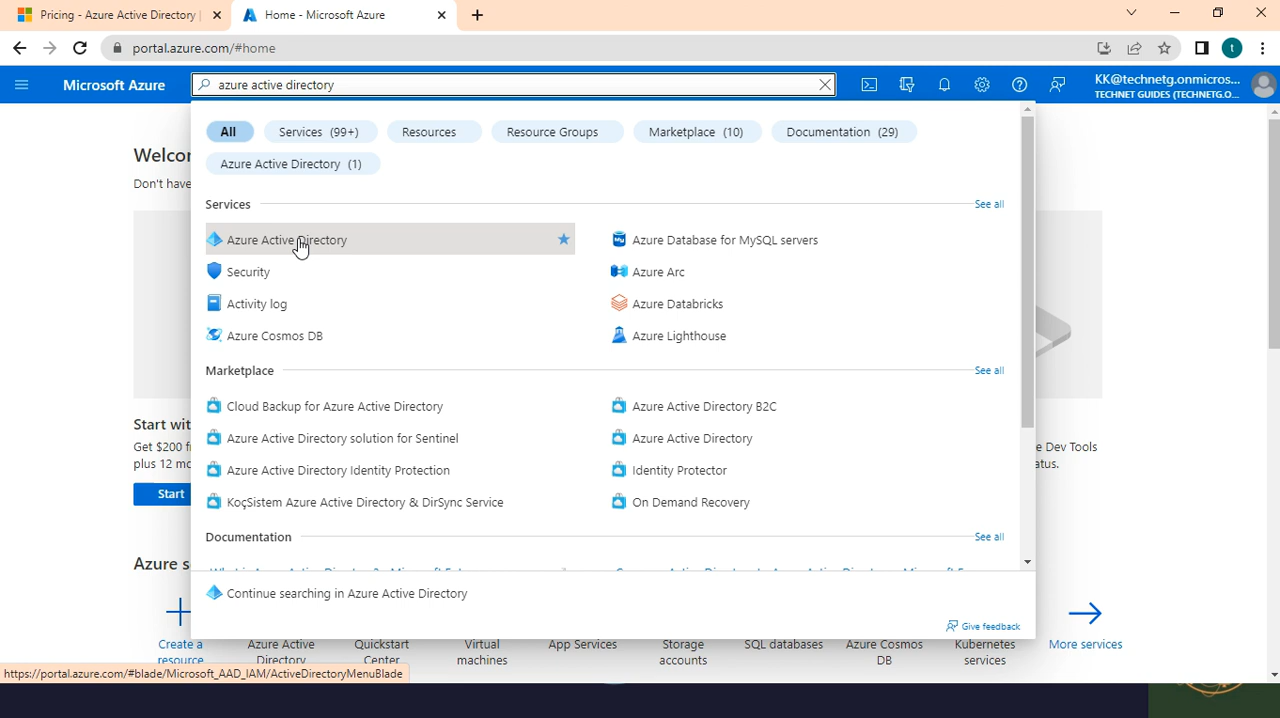 Pricing - Azure Active Directory
Home - Microsoft Azure
portal.azure.com/#home
t
Microsoft Azure
azure active directory
KK@technetg.onmicros...
TECHNET GUIDES (TECHNETG.O...
All
Services (99+)
Resources
Resource Groups
Marketplace (10)
Documentation (29)
Azure Active Directory (1)
Welco
Don't have
Services
See all
Azure Active Directory
Azure Database for MySQL servers
Security
Azure Arc
Activity log
Azure Databricks
Azure Cosmos DB
Azure Lighthouse
Marketplace
See all
Cloud Backup for Azure Active Directory
Azure Active Directory B2C
Azure Active Directory solution for Sentinel
Azure Active Directory
Azure Active Directory Identity Protection
Identity Protector
KoçSistem Azure Active Directory & DirSync Service
On Demand Recovery
Documentation
See all
Continue searching in Azure Active Directory
Give feedback
Start wit
Get $200 f
plus 12 mo
Start
e Dev Tools
atus.
Azure s
Create a
resource
Azure Active
Directory
Quickstart
Center
Virtual
machines
App Services
Storage
accounts
SQL databases
Azure Cosmos
DB
Kubernetes
services
More services
https://portal.azure.com/#blade/Microsoft_AAD_IAM/ActiveDirectoryMenuBlade